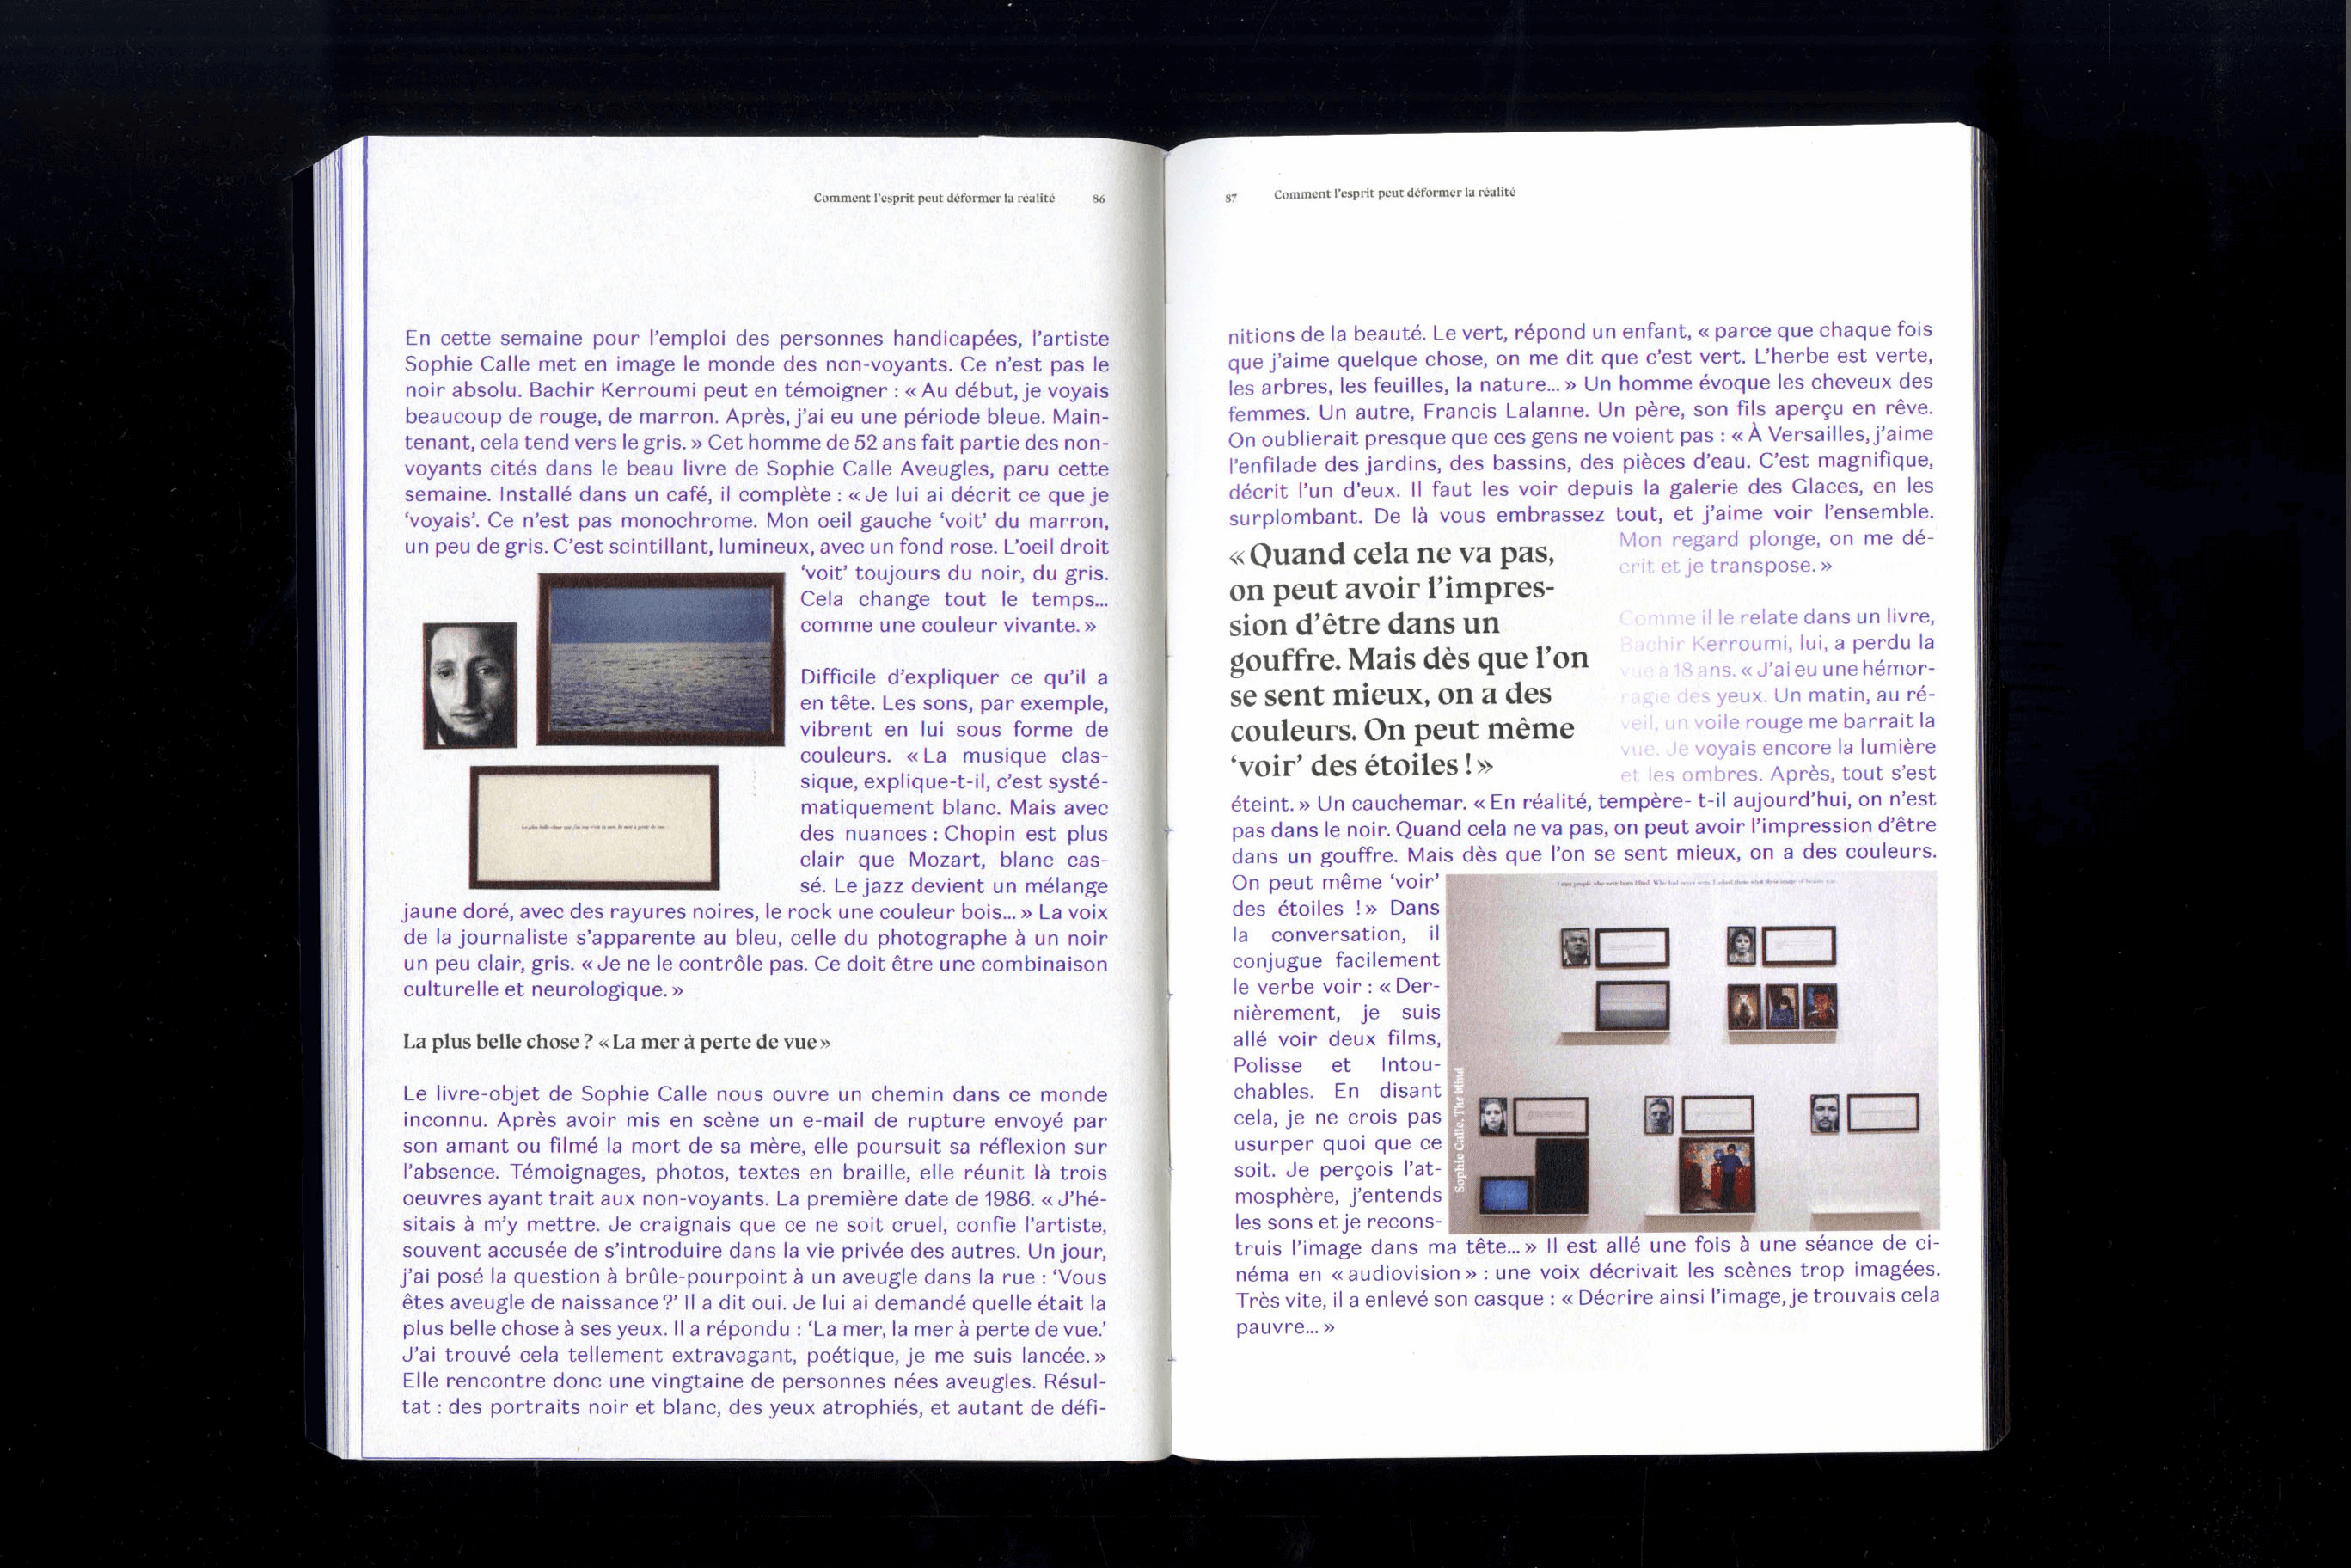 Comment l'esprit peut déformer la réalité 86
En cette semaine pour l'emploi des personnes handicapées, l'artiste
Sophie Calle met en image le monde des non-voyants. Ce n'est pas le
noir absolu. Bachir Kerroumi peut en témoigner : « Au début, je voyais
beaucoup de rouge, de marron. Après, j'ai eu une période bleue. Main-
tenant, cela tend vers le gris. » Cet homme de 52 ans fait partie des non-
voyants cités dans le beau livre de Sophie Calle Aveugles, paru cette
semaine. Installé dans un café, il complète : « Je lui ai décrit ce que je
‘voyais’. Ce n'est pas monochrome. Mon oeil gauche ‘voit’ du marron,
un peu de gris. C'est scintillant, lumineux, avec un fond rose. L'oeil droit
‘voit’ toujours du noir, du gris.
Cela change tout le temps...
comme une couleur vivante. »
Difficile d'expliquer ce qu'il a
en tête. Les sons, par exemple,
vibrent en lui sous forme de
couleurs. « La musique clas-
sique, explique-t-il, c'est systé-
matiquement blanc. Mais avec
des nuances : Chopin est plus
clair que Mozart, blanc cas-
sé. Le jazz devient un mélange
jaune doré, avec des rayures noires, le rock une couleur bois... » La voix
de la journaliste s'apparente au bleu, celle du photographe à un noir
un peu clair, gris. « Je ne le contrôle pas. Ce doit être une combinaison
culturelle et neurologique. »
La plus belle chose ? « La mer à perte de vue »
Le livre-objet de Sophie Calle nous ouvre un chemin dans ce monde
inconnu. Après avoir mis en scène un e-mail de rupture envoyé par
son amant ou filmé la mort de sa mère, elle poursuit sa réflexion sur
l'absence. Témoignages, photos, textes en braille, elle réunit là trois
oeuvres ayant trait aux non-voyants. La première date de 1986. « J'hé-
sitais à m'y mettre. Je craignais que ce ne soit cruel, confie l'artiste,
souvent accusée de s'introduire dans la vie privée des autres. Un jour,
j'ai posé la question à brûle-pourpoint à un aveugle dans la rue : ‘Vous
êtes aveugle de naissance ?’ Il a dit oui. Je lui ai demandé quelle était la
plus belle chose à ses yeux. Il a répondu : ‘La mer, la mer à perte de vue.’
J'ai trouvé cela tellement extravagant, poétique, je me suis lancée. »
Elle rencontre donc une vingtaine de personnes nées aveugles. Résul-
tat : des portraits noir et blanc, des yeux atrophiés, et autant de défi-
87 Comment l'esprit peut déformer la réalité
nitions de la beauté. Le vert, répond un enfant, « parce que chaque fois
que j'aime quelque chose, on me dit que c'est vert. L'herbe est verte,
les arbres, les feuilles, la nature... » Un homme évoque les cheveux des
femmes. Un autre, Francis Lalanne. Un père, son fils aperçu en rêve.
On oublierait presque que ces gens ne voient pas : « À Versailles, j'aime
l'enfilade des jardins, des bassins, des pièces d'eau. C'est magnifique,
décrit l'un d'eux. Il faut les voir depuis la galerie des Glaces, en les
surplombant. De là vous embrassez tout, et j'aime voir l'ensemble.
Mon regard plonge, on me dé-
crit et je transpose. »
« Quand cela ne va pas,
on peut avoir l'impres-
sion d'être dans un
gouffre. Mais dès que l'on
se sent mieux, on a des
couleurs. On peut même
‘voir’ des étoiles ! »
Comme il le relate dans un livre,
Bachir Kerroumi, lui, a perdu la
vue à 18 ans. « J'ai eu une hémor-
ragie des yeux. Un matin, au ré-
veil, un voile rouge me barrait la
vue. Je voyais encore la lumière
et les ombres. Après, tout s'est
éteint. » Un cauchemar. « En réalité, tempère- t-il aujourd'hui, on n'est
pas dans le noir. Quand cela ne va pas, on peut avoir l'impression d'être
dans un gouffre. Mais dès que l'on se sent mieux, on a des couleurs.
On peut même ‘voir’
des étoiles ! » Dans
la conversation, il
conjugue facilement
le verbe voir : « Der-
nièrement, je suis
allé voir deux films,
Polisse et Intou-
chables. En disant
cela, je ne crois pas
usurper quoi que ce
soit. Je perçois l'at-
mosphère, j'entends
les sons et je recons-
truis l'image dans ma tête... » Il est allé une fois à une séance de ci-
néma en « audiovision » : une voix décrivait les scènes trop imagées.
Très vite, il a enlevé son casque : « Décrire ainsi l'image, je trouvais cela
pauvre... »
Sophie Calle. The Blind